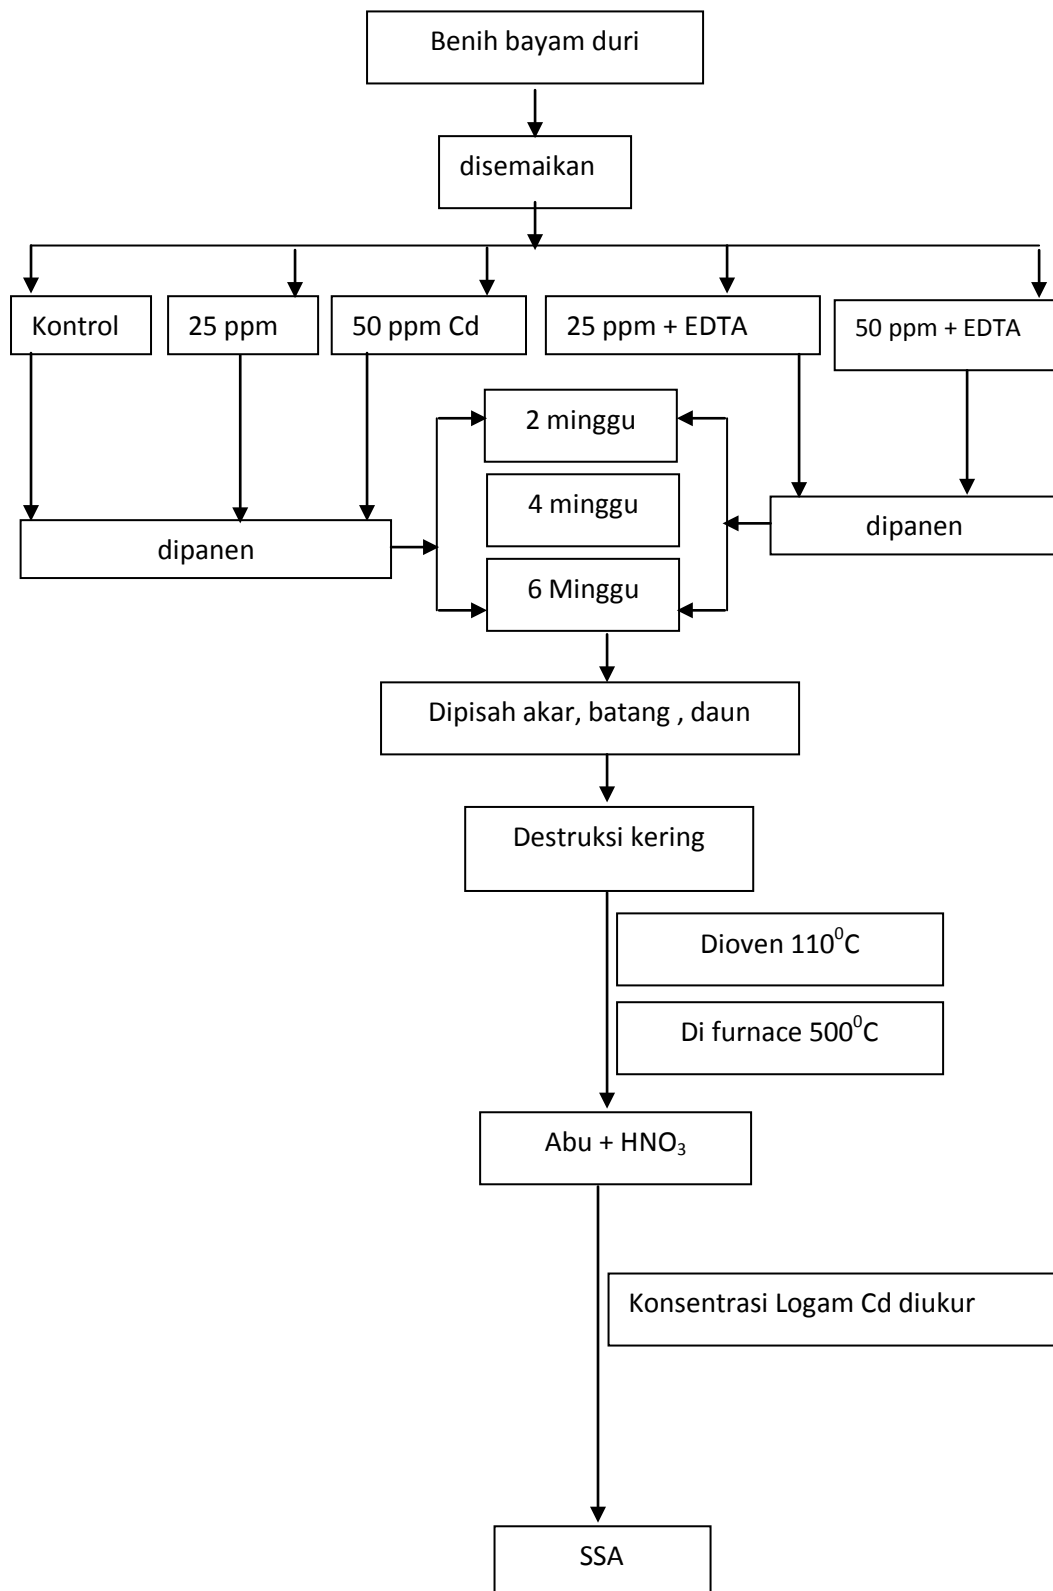 Benih bayam duri
disemaikan
Kontrol
25 ppm
50 ppm Cd
25 ppm + EDTA
50 ppm + EDTA
2 minggu
4 minggu
6 Minggu
dipanen
dipanen
Dipisah akar, batang , daun
Destruksi kering
Dioven 110⁰C
Di furnace 500⁰C
Abu + HNO₃
Konsentrasi Logam Cd diukur
SSA